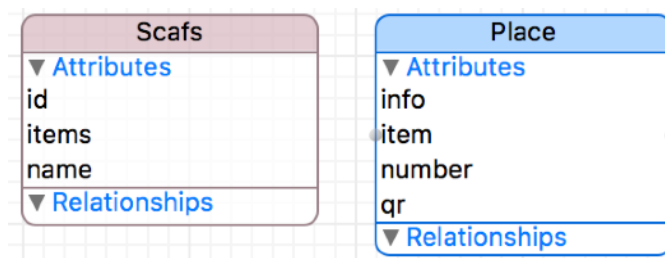 Scafs
Attributes
id
items
name
Relationships
Place
Attributes
info
item
number
qr
Relationships